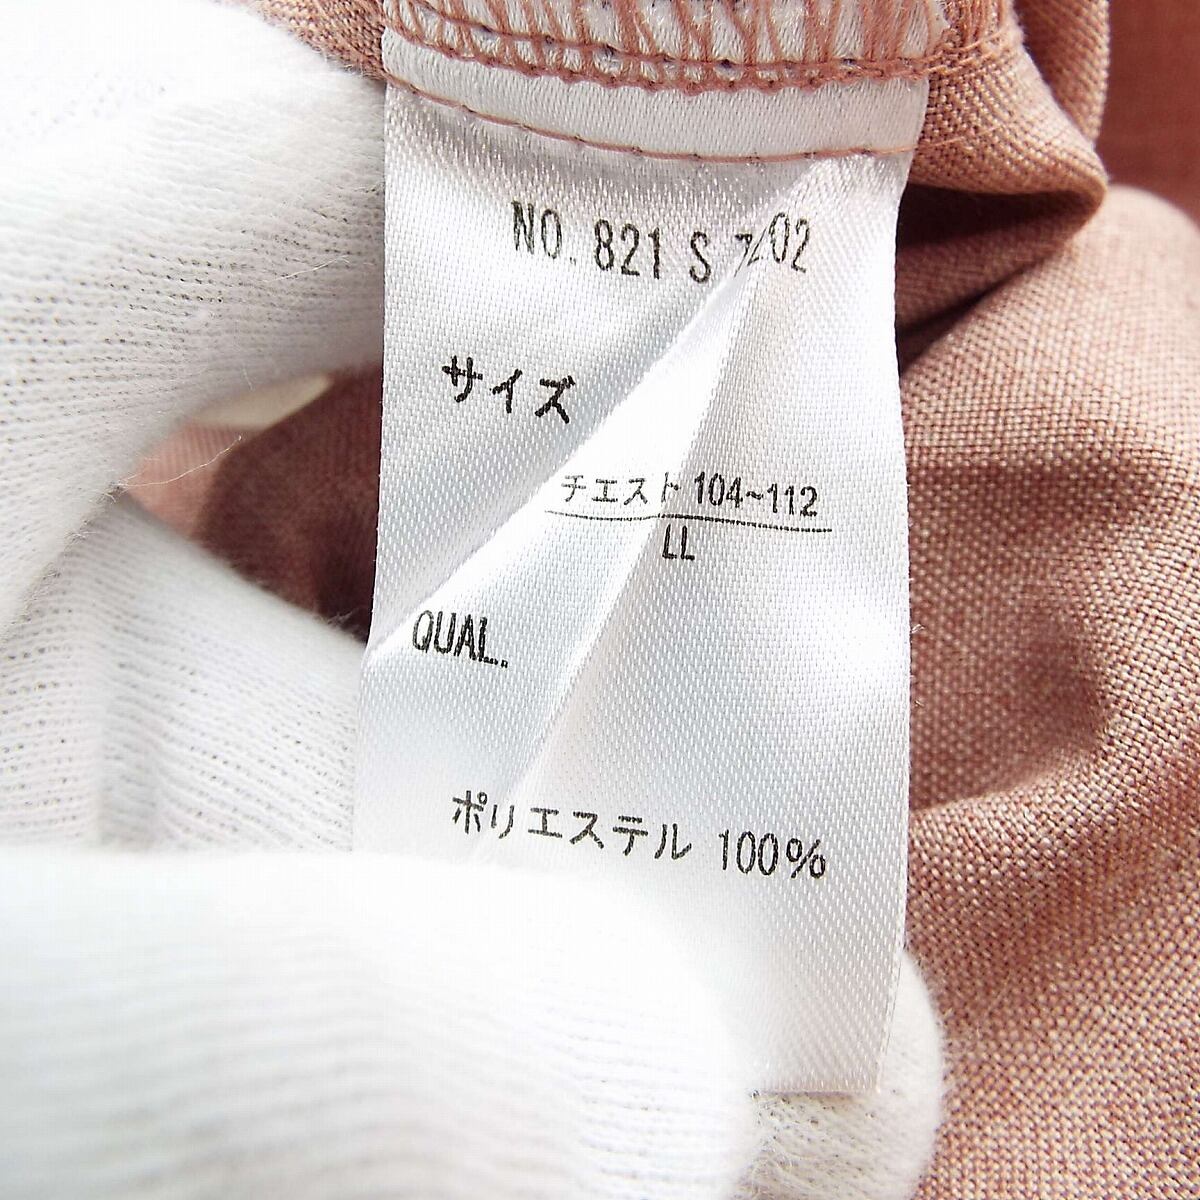 NO. 821 S
サイズ
チエスト 104~112
LL
QUAL.
ポリエステル 100%